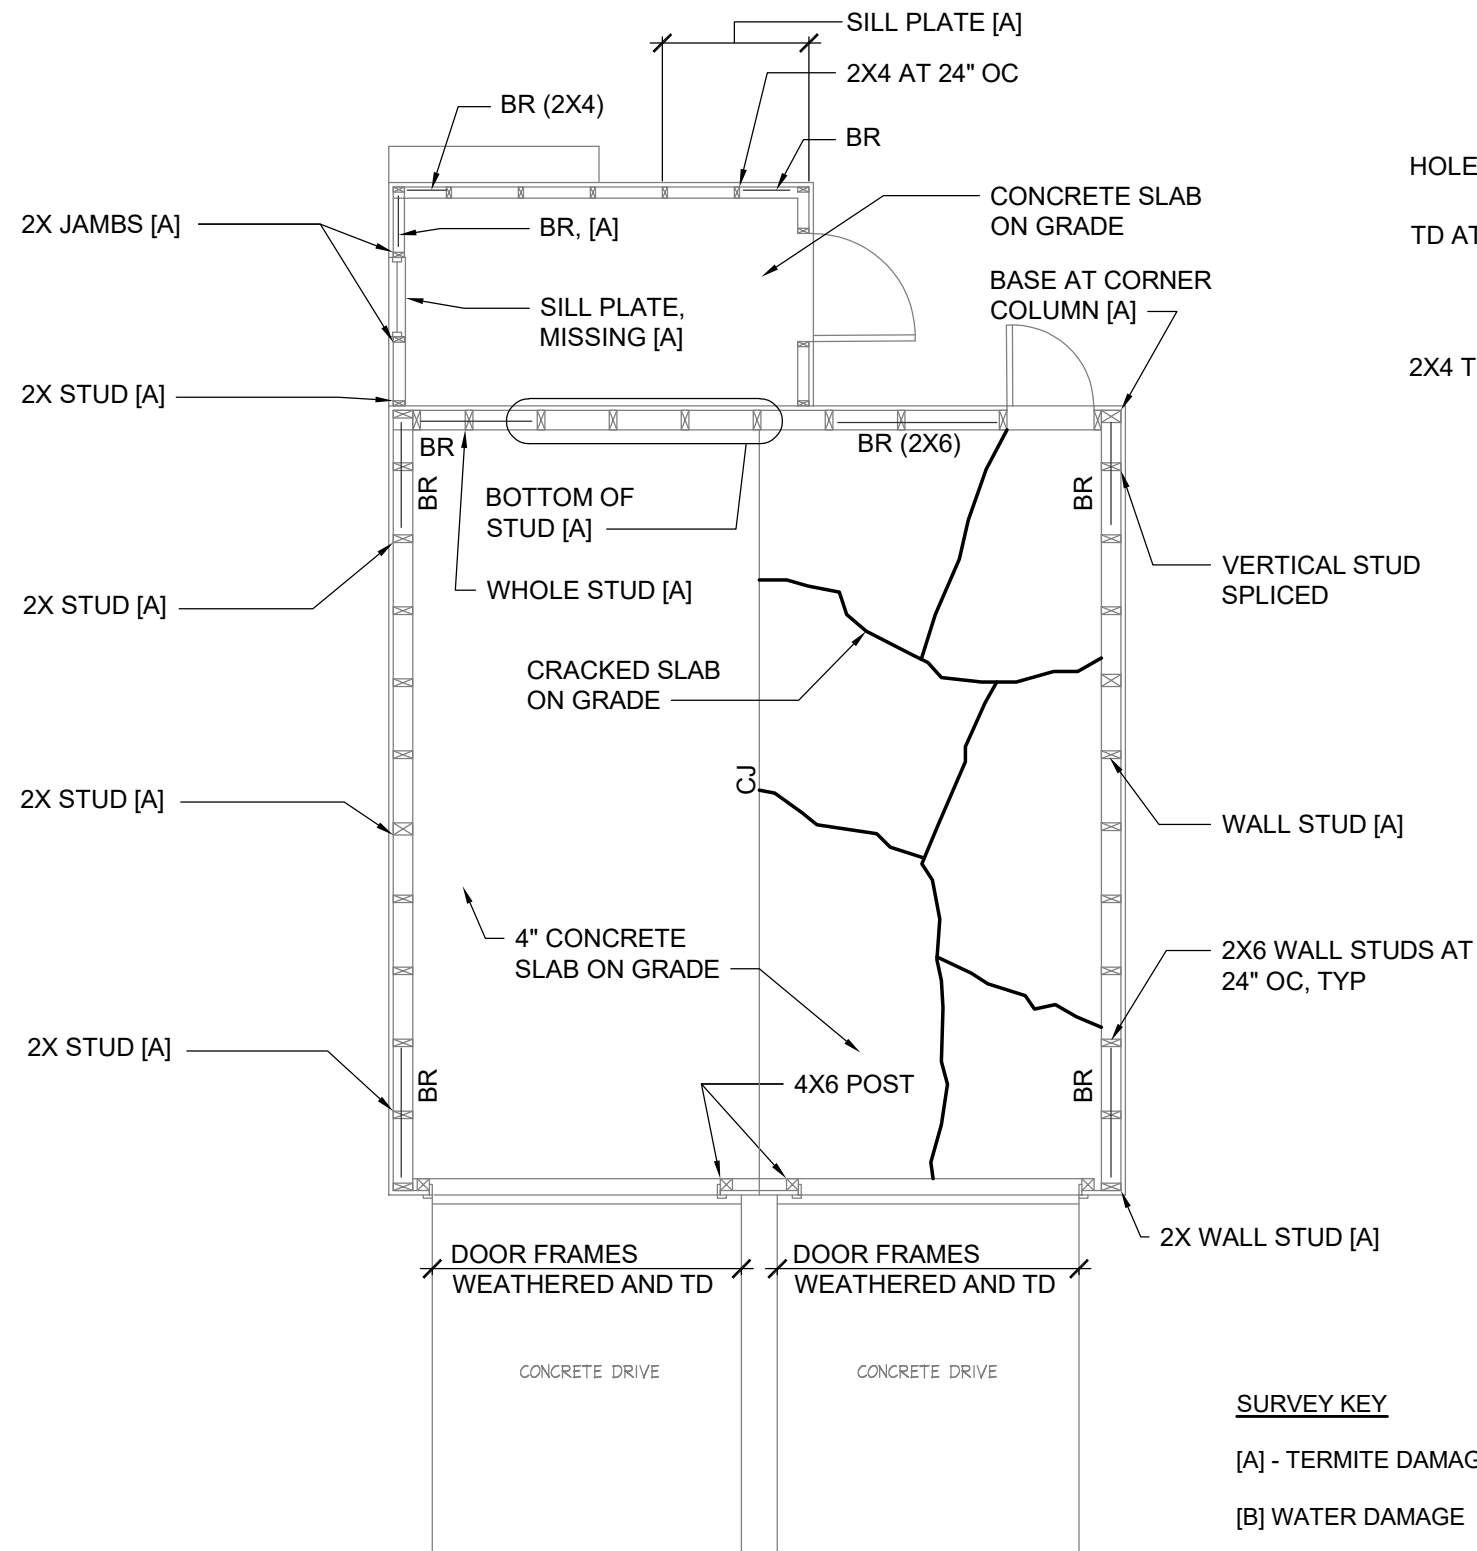 SILL PLATE [A]
2X4 AT 24" OC
BR (2X4)
BR
HOLE
CONCRETE SLAB
ON GRADE
2X JAMBS [A]
BR, [A]
TD AT
BASE AT CORNER
COLUMN [A]
SILL PLATE,
MISSING [A]
2X4 T
2X STUD [A]
BR
BR (2X6)
BR
BR
BOTTOM OF
STUD [A]
VERTICAL STUD
SPLICED
WHOLE STUD [A]
2X STUD [A]
CRACKED SLAB
ON GRADE
CJ
2X STUD [A]
WALL STUD [A]
4" CONCRETE
SLAB ON GRADE
2X6 WALL STUDS AT
24" OC, TYP
2X STUD [A]
BR
4X6 POST
BR
2X WALL STUD [A]
DOOR FRAMES
WEATHERED AND TD
DOOR FRAMES
WEATHERED AND TD
CONCRETE DRIVE
CONCRETE DRIVE
SURVEY KEY
[A] - TERMITE DAMAG
[B] WATER DAMAGE